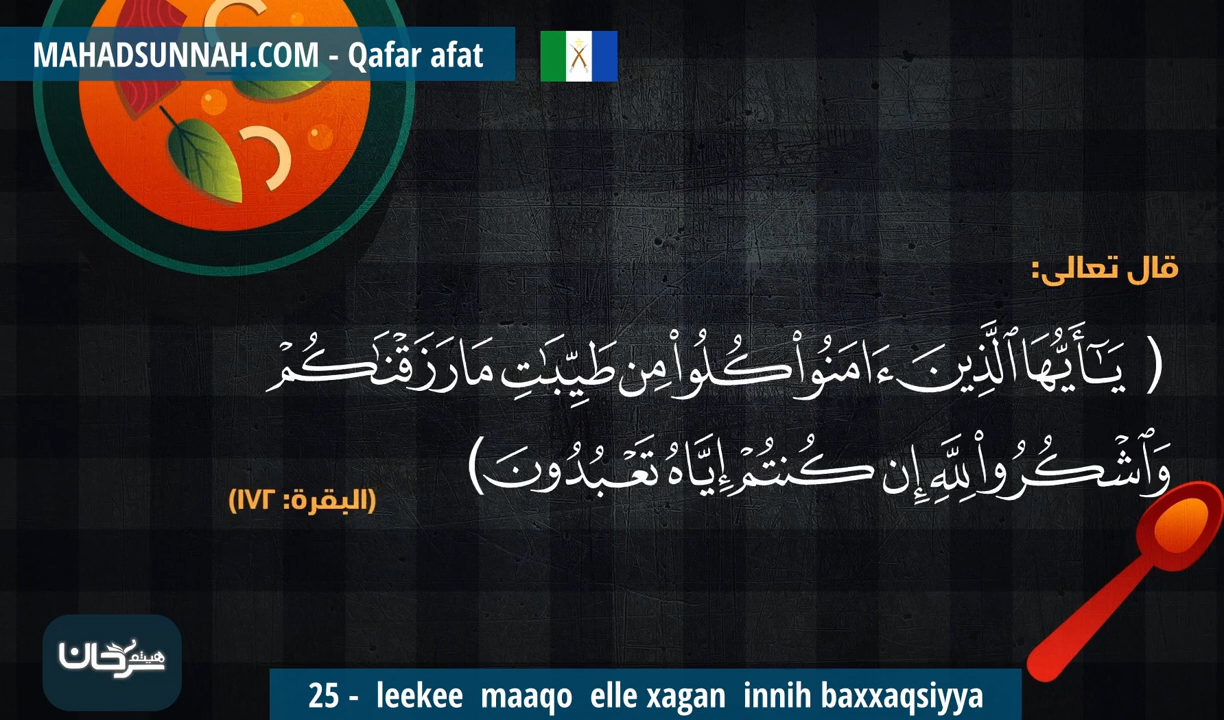 MAHADSUNNAH.COM - Qafar afat
قال تعالى:
( يَـٰٓأَيُّهَا ٱلَّذِينَ ءَامَنُوا۟ كُلُوا۟ مِن طَيِّبَـٰتِ مَا رَزَقْنَـٰكُمْ
وَٱشْكُرُوا۟ لِلَّهِ إِن كُنتُمْ إِيَّاهُ تَعْبُدُونَ )
(البقرة: ١٧٢)
هيثم
سرحان
25 - leekee maaqo elle xagan innih baxxaqsiyya